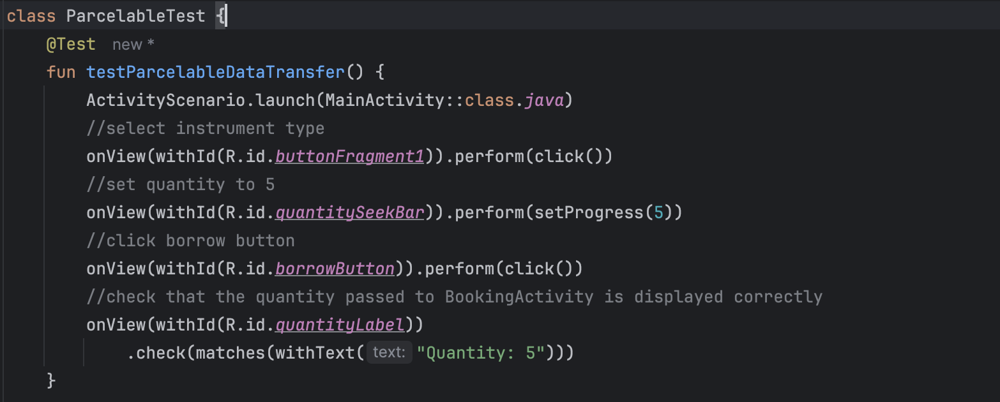 class ParcelableTest {
@Test new *
fun testParcelableDataTransfer() {
ActivityScenario.launch(MainActivity::class.java)
//select instrument type
onView(withId(R.id.buttonFragment1)).perform(click())
//set quantity to 5
onView(withId(R.id.quantitySeekBar)).perform(setProgress(5))
//click borrow button
onView(withId(R.id.borrowButton)).perform(click())
//check that the quantity passed to BookingActivity is displayed correctly
onView(withId(R.id.quantityLabel))
.check(matches(withText( text: "Quantity: 5")))
}